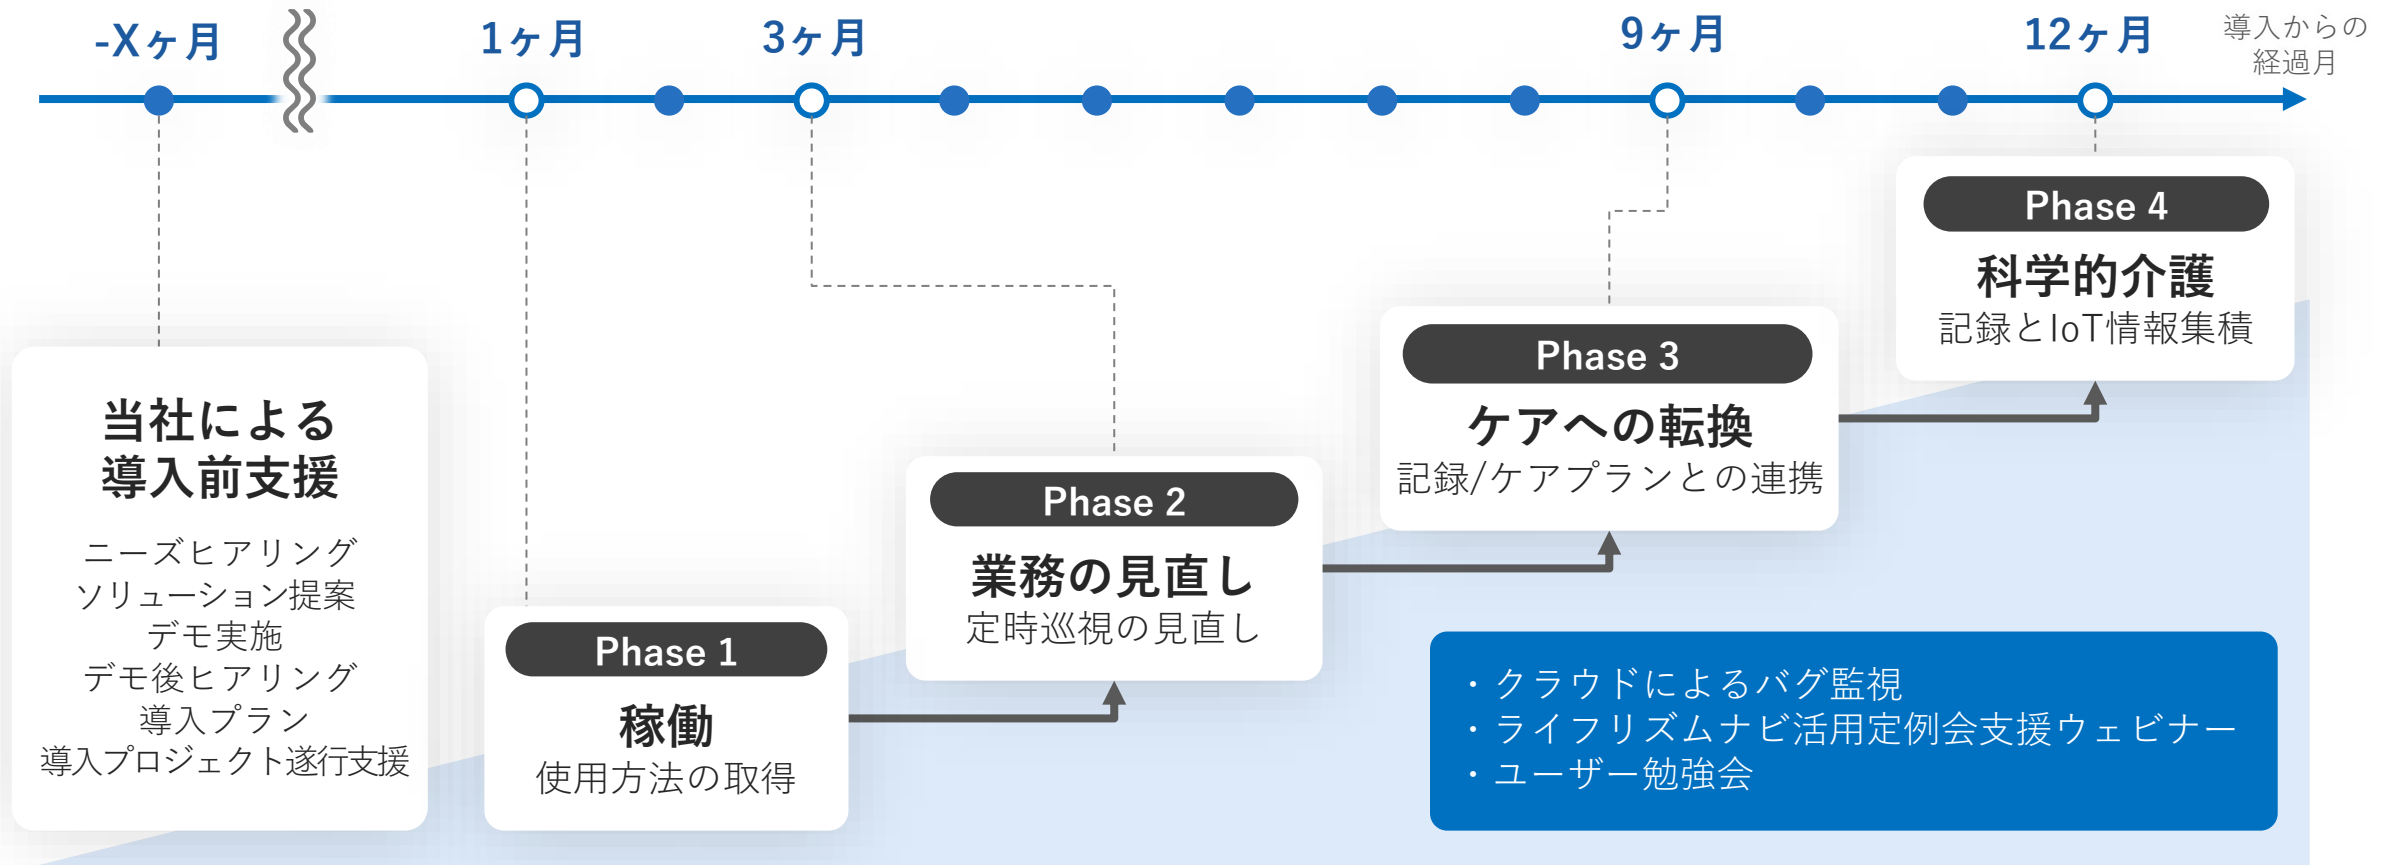 -Xヶ月
1ヶ月
3ヶ月
9ヶ月
12ヶ月
導入からの
経過月
当社による
導入前支援
ニーズヒアリング
ソリューション提案
デモ実施
デモ後ヒアリング
導入プラン
導入プロジェクト遂行支援
Phase 1
稼働
使用方法の取得
Phase 2
業務の見直し
定時巡視の見直し
Phase 3
ケアへの転換
記録/ケアプランとの連携
Phase 4
科学的介護
記録とIoT情報集積
・クラウドによるバグ監視
・ライフリズムナビ活用定例会支援ウェビナー
・ユーザー勉強会